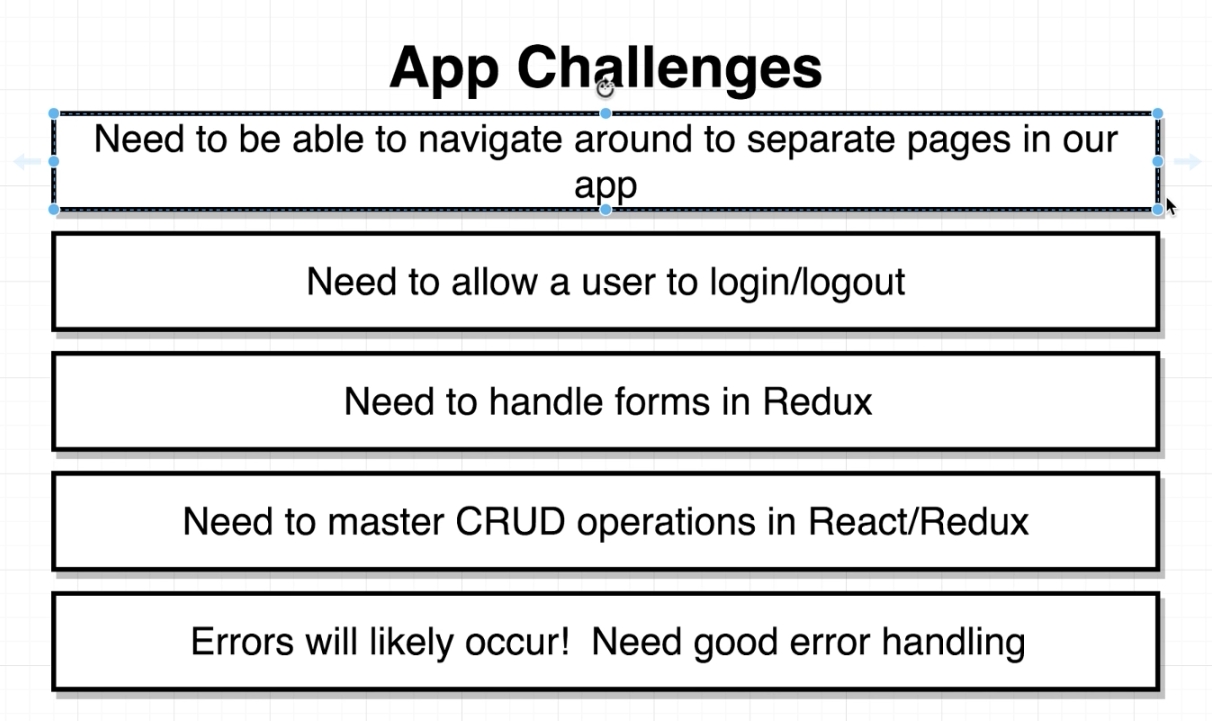 App Challenges
Need to be able to navigate around to separate pages in our
app
Need to allow a user to login/logout
Need to handle forms in Redux
Need to master CRUD operations in React/Redux
Errors will likely occur!  Need good error handling